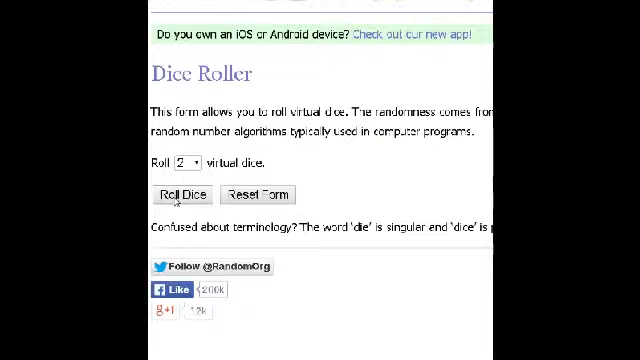 Do you own an iOS or Android device? Check out our new app!
Dice Roller
This form allows you to roll virtual dice. The randomness comes from
random number algorithms typically used in computer programs.
Roll 2 virtual dice.
Roll Dice Reset Form
Confused about terminology? The word ‘die’ is singular and ‘dice’ is
Follow @RandomOrg
Like 200k
g+1 12k